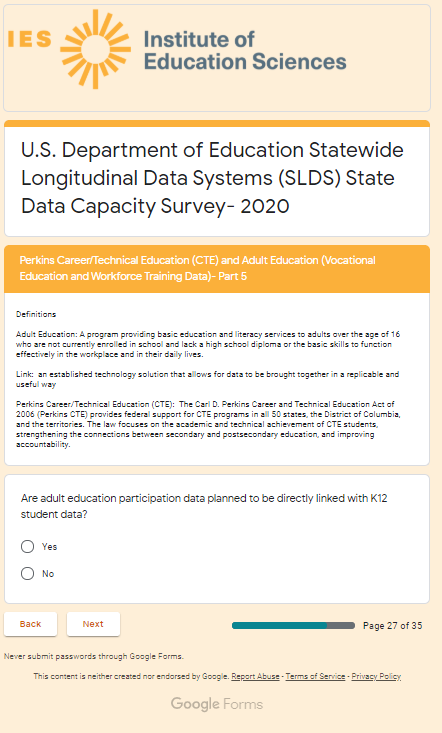 IES
Institute of
Education Sciences
U.S. Department of Education Statewide
Longitudinal Data Systems (SLDS) State
Data Capacity Survey- 2020
Perkins Career/Technical Education (CTE) and Adult Education (Vocational
Education and Workforce Training Data)- Part 5
Definitions
Adult Education: A program providing basic education and literacy services to adults over the age of 16
who are not currently enrolled in school and lack a high school diploma or the basic skills to function
effectively in the workplace and in their daily lives.
Link: an established technology solution that allows for data to be brought together in a replicable and
useful way
Perkins Career/Technical Education (CTE): The Carl D. Perkins Career and Technical Education Act of
2006 (Perkins CTE) provides federal support for CTE programs in all 50 states, the District of Columbia,
and the territories. The law focuses on the academic and technical achievement of CTE students,
strengthening the connections between secondary and postsecondary education, and improving
accountability.
Are adult education participation data planned to be directly linked with K12
student data?
Yes
No
Back Next Page 27 of 35
Never submit passwords through Google Forms.
This content is neither created nor endorsed by Google. Report Abuse - Terms of Service - Privacy Policy
Google Forms